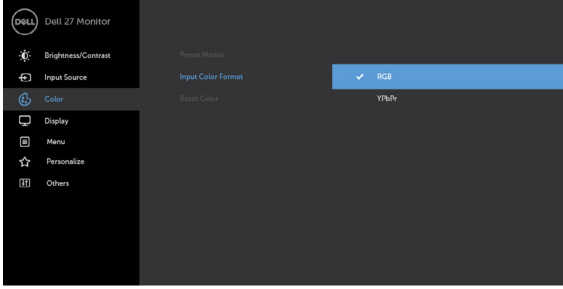 DELL
Dell 27 Monitor
Brightness/Contrast
Input Source
Color
Display
Menu
Personalize
Others
Preset Modes
Input Color Format
Reset Color
RGB
YPbPr